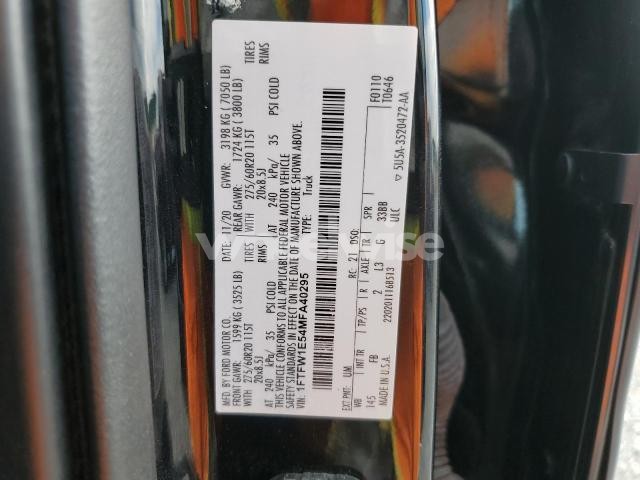 MFD BY FORD MOTOR CO. 11/20 GVWR: 3198 KG ( 7050 LB)
FRONT GAWR: 1599 KG ( 3525 LB) REAR GAWR: 1724 KG ( 3800 LB)
WITH 275/60R20 115T TIRES WITH 275/60R20 115T TIRES
20x8.5J RIMS 20x8.5J RIMS
AT 240 kPa/ 35 PSI COLD AT 240 kPa/ 35 PSI COLD
THIS VEHICLE CONFORMS TO ALL APPLICABLE FEDERAL MOTOR VEHICLE
SAFETY STANDARDS IN EFFECT ON THE DATE OF MANUFACTURE SHOWN ABOVE.
VIN: 1FTFW1E54MFA40295 TYPE: Truck
F0110
T0646
EXT PNT: UM RC: 21 DSO:
WB INT TR TP/PS R AXLE TR SPR
145 FB 2 L3 G 33BB
UILC
MADE IN U.S.A. 2202011168513 ▽ 5U5A-3520472-AA